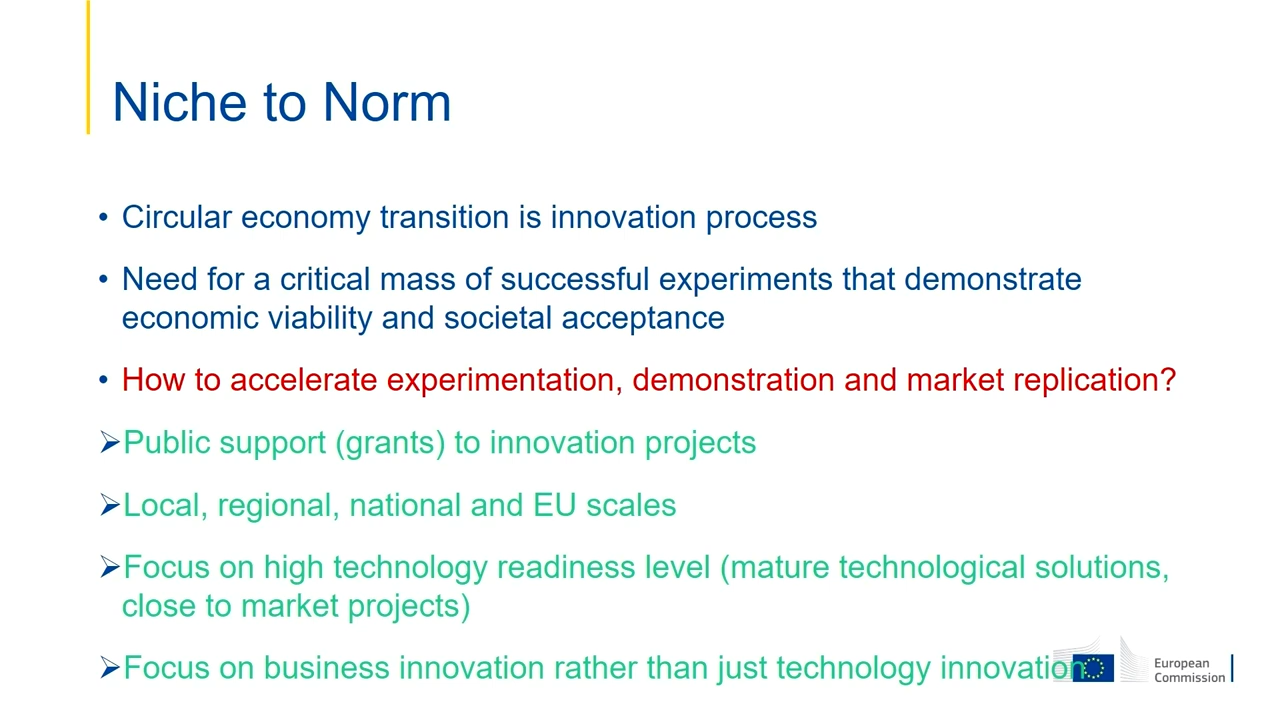 Niche to Norm
• Circular economy transition is innovation process
• Need for a critical mass of successful experiments that demonstrate
economic viability and societal acceptance
• How to accelerate experimentation, demonstration and market replication?
➢Public support (grants) to innovation projects
➢Local, regional, national and EU scales
➢Focus on high technology readiness level (mature technological solutions,
close to market projects)
➢Focus on business innovation rather than just technology innovation
European
Commission